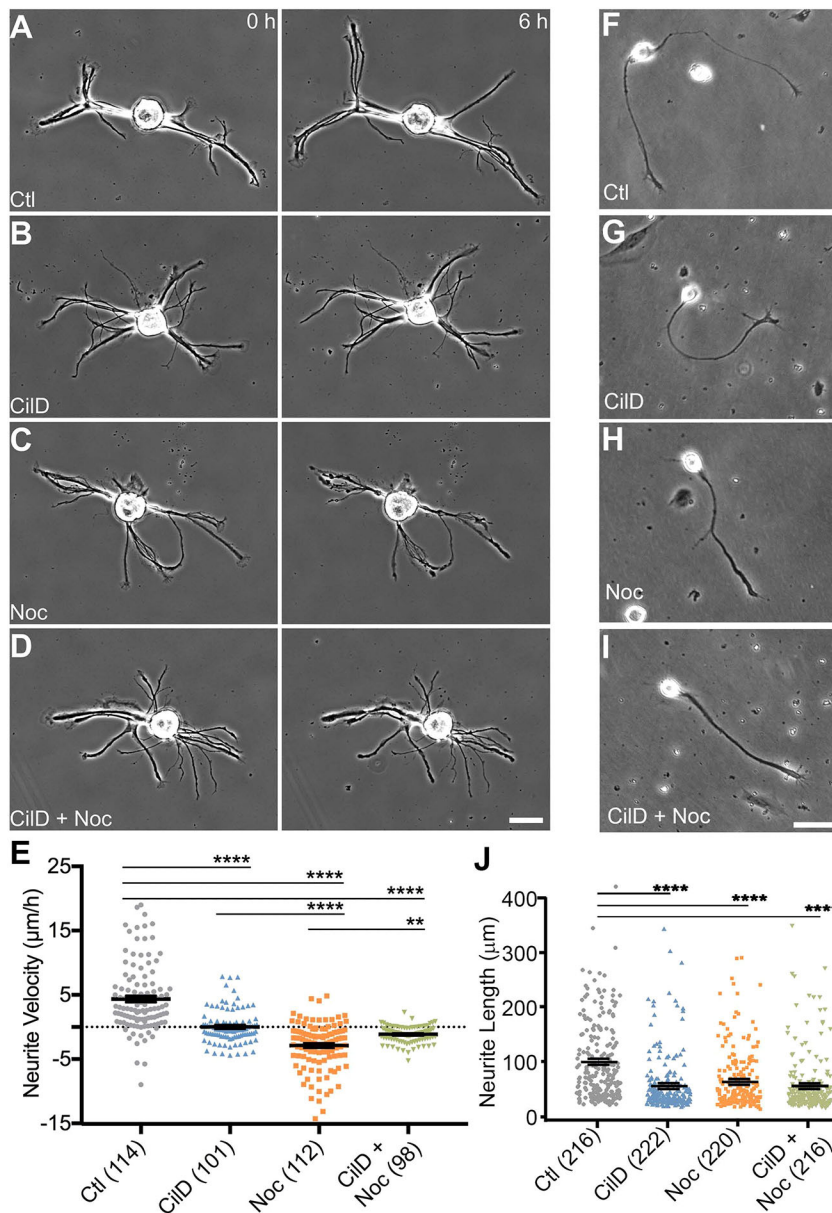 A
0 h
6 h
Ctl
B
CilD
C
Noc
D
CilD + Noc
F
Ctl
G
CilD
H
Noc
I
CilD + Noc
E
****
****
****
****
**
25
15
5
-5
-15
Neurite Velocity (µm/h)
Ctl (114)
CilD (101)
Noc (112)
CilD +
Noc (98)
J
****
****
****
400
300
200
100
0
Neurite Length (µm)
Ctl (216)
CilD (222)
Noc (220)
CilD +
Noc (216)